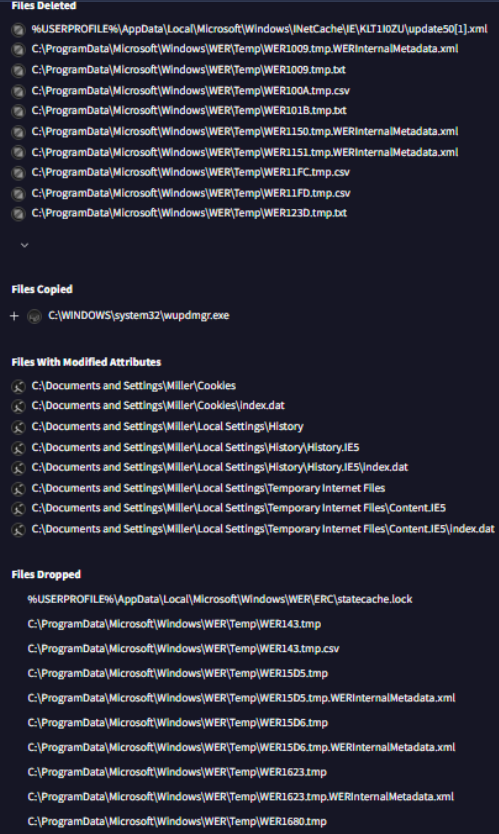 Files Deleted
%USERPROFILE%\AppData\Local\Microsoft\Windows\INetCache\IE\KLT1I0ZU\update50[1].xml
C:\ProgramData\Microsoft\Windows\WER\Temp\WER1009.tmp.WERInternalMetadata.xml
C:\ProgramData\Microsoft\Windows\WER\Temp\WER1009.tmp.txt
C:\ProgramData\Microsoft\Windows\WER\Temp\WER100A.tmp.csv
C:\ProgramData\Microsoft\Windows\WER\Temp\WER101B.tmp.txt
C:\ProgramData\Microsoft\Windows\WER\Temp\WER1150.tmp.WERInternalMetadata.xml
C:\ProgramData\Microsoft\Windows\WER\Temp\WER1151.tmp.WERInternalMetadata.xml
C:\ProgramData\Microsoft\Windows\WER\Temp\WER11FC.tmp.csv
C:\ProgramData\Microsoft\Windows\WER\Temp\WER11FD.tmp.csv
C:\ProgramData\Microsoft\Windows\WER\Temp\WER123D.tmp.txt
Files Copied
C:\WINDOWS\system32\wupdmgr.exe
Files With Modified Attributes
C:\Documents and Settings\Miller\Cookies
C:\Documents and Settings\Miller\Cookies\index.dat
C:\Documents and Settings\Miller\Local Settings\History
C:\Documents and Settings\Miller\Local Settings\History\History.IE5
C:\Documents and Settings\Miller\Local Settings\History\History.IE5\index.dat
C:\Documents and Settings\Miller\Local Settings\Temporary Internet Files
C:\Documents and Settings\Miller\Local Settings\Temporary Internet Files\Content.IE5
C:\Documents and Settings\Miller\Local Settings\Temporary Internet Files\Content.IE5\index.dat
Files Dropped
%USERPROFILE%\AppData\Local\Microsoft\Windows\WER\ERC\statecache.lock
C:\ProgramData\Microsoft\Windows\WER\Temp\WER143.tmp
C:\ProgramData\Microsoft\Windows\WER\Temp\WER143.tmp.csv
C:\ProgramData\Microsoft\Windows\WER\Temp\WER15D5.tmp
C:\ProgramData\Microsoft\Windows\WER\Temp\WER15D5.tmp.WERInternalMetadata.xml
C:\ProgramData\Microsoft\Windows\WER\Temp\WER15D6.tmp
C:\ProgramData\Microsoft\Windows\WER\Temp\WER15D6.tmp.WERInternalMetadata.xml
C:\ProgramData\Microsoft\Windows\WER\Temp\WER1623.tmp
C:\ProgramData\Microsoft\Windows\WER\Temp\WER1623.tmp.WERInternalMetadata.xml
C:\ProgramData\Microsoft\Windows\WER\Temp\WER1680.tmp